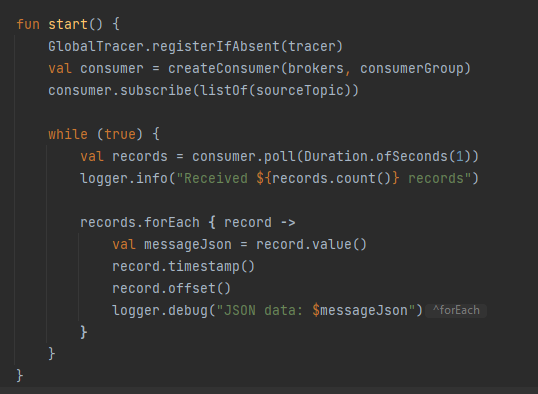 fun start() {
    GlobalTracer.registerIfAbsent(tracer)
    val consumer = createConsumer(brokers, consumerGroup)
    consumer.subscribe(listOf(sourceTopic))

    while (true) {
        val records = consumer.poll(Duration.ofSeconds(1))
        logger.info("Received ${records.count()} records")

        records.forEach { record ->
            val messageJson = record.value()
            record.timestamp()
            record.offset()
            logger.debug("JSON data: $messageJson") ^forEach
        }
    }
}